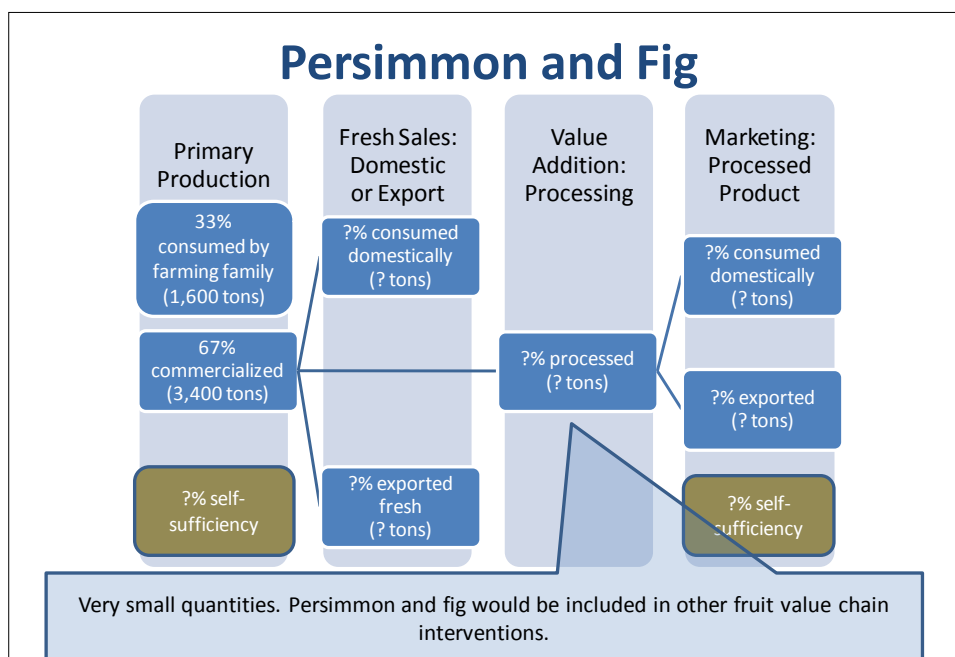 Persimmon and Fig
Primary
Production
33%
consumed by
farming family
(1,600 tons)
67%
commercialized
(3,400 tons)
?% self-
sufficiency
Fresh Sales:
Domestic
or Export
?% consumed
domestically
(? tons)
?% exported
fresh
(? tons)
Value
Addition:
Processing
?% processed
(? tons)
Marketing:
Processed
Product
?% consumed
domestically
(? tons)
?% exported
(? tons)
?% self-
sufficiency
Very small quantities. Persimmon and fig would be included in other fruit value chain
interventions.